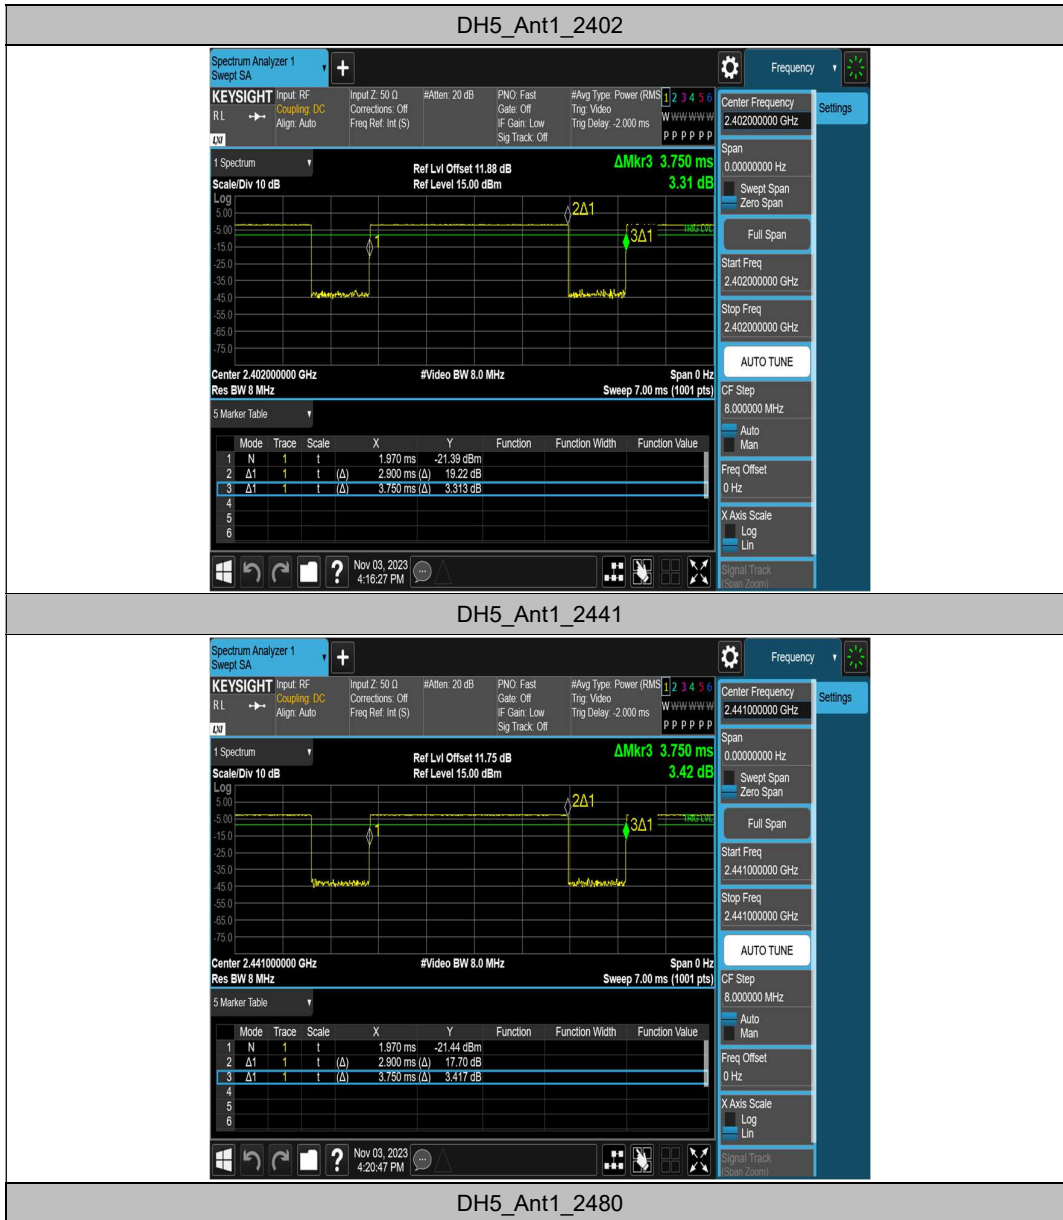 DH5_Ant1_2402
Spectrum Analyzer 1
Swept SA
+
Frequency
KEYSIGHT
RL
LXI
Input: RF
Coupling: DC
Align: Auto
Input Z: 50 Ω
Corrections: Off
Freq Ref: Int (S)
#Atten: 20 dB
PNO: Fast
Gate: Off
IF Gain: Low
Sig Track: Off
#Avg Type: Power (RMS
Trig: Video
Trig Delay: -2.000 ms
1 2 3 4 5 6
W W W W W W
P P P P P P
Center Frequency
2.402000000 GHz
Settings
Span
0.00000000 Hz
Swept Span
Zero Span
Full Span
Start Freq
2.402000000 GHz
Stop Freq
2.402000000 GHz
AUTO TUNE
CF Step
8.000000 MHz
Auto
Man
Freq Offset
0 Hz
X Axis Scale
Log
Lin
Signal Track
(Span Zoom)
1 Spectrum
Scale/Div 10 dB
Ref Lvl Offset 11.88 dB
Ref Level 15.00 dBm
ΔMkr3 3.750 ms
3.31 dB
Log
5.00
-5.00
-15.0
-25.0
-35.0
-45.0
-55.0
-65.0
-75.0
1
2Δ1
3Δ1
TRIG LVL
Center 2.402000000 GHz
Res BW 8 MHz
#Video BW 8.0 MHz
Span 0 Hz
Sweep 7.00 ms (1001 pts)
5 Marker Table
Mode Trace Scale X Y Function Function Width Function Value
1 N 1 t 1.970 ms -21.39 dBm
2 Δ1 1 t (Δ) 2.900 ms (Δ) 19.22 dB
3 Δ1 1 t (Δ) 3.750 ms (Δ) 3.313 dB
4
5
6
?
Nov 03, 2023
4:16:27 PM
DH5_Ant1_2441
Spectrum Analyzer 1
Swept SA
+
Frequency
KEYSIGHT
RL
LXI
Input: RF
Coupling: DC
Align: Auto
Input Z: 50 Ω
Corrections: Off
Freq Ref: Int (S)
#Atten: 20 dB
PNO: Fast
Gate: Off
IF Gain: Low
Sig Track: Off
#Avg Type: Power (RMS
Trig: Video
Trig Delay: -2.000 ms
1 2 3 4 5 6
W W W W W W
P P P P P P
Center Frequency
2.441000000 GHz
Settings
Span
0.00000000 Hz
Swept Span
Zero Span
Full Span
Start Freq
2.441000000 GHz
Stop Freq
2.441000000 GHz
AUTO TUNE
CF Step
8.000000 MHz
Auto
Man
Freq Offset
0 Hz
X Axis Scale
Log
Lin
Signal Track
(Span Zoom)
1 Spectrum
Scale/Div 10 dB
Ref Lvl Offset 11.75 dB
Ref Level 15.00 dBm
ΔMkr3 3.750 ms
3.42 dB
Log
5.00
-5.00
-15.0
-25.0
-35.0
-45.0
-55.0
-65.0
-75.0
1
2Δ1
3Δ1
TRIG LVL
Center 2.441000000 GHz
Res BW 8 MHz
#Video BW 8.0 MHz
Span 0 Hz
Sweep 7.00 ms (1001 pts)
5 Marker Table
Mode Trace Scale X Y Function Function Width Function Value
1 N 1 t 1.970 ms -21.44 dBm
2 Δ1 1 t (Δ) 2.900 ms (Δ) 17.70 dB
3 Δ1 1 t (Δ) 3.750 ms (Δ) 3.417 dB
4
5
6
?
Nov 03, 2023
4:20:47 PM
DH5_Ant1_2480